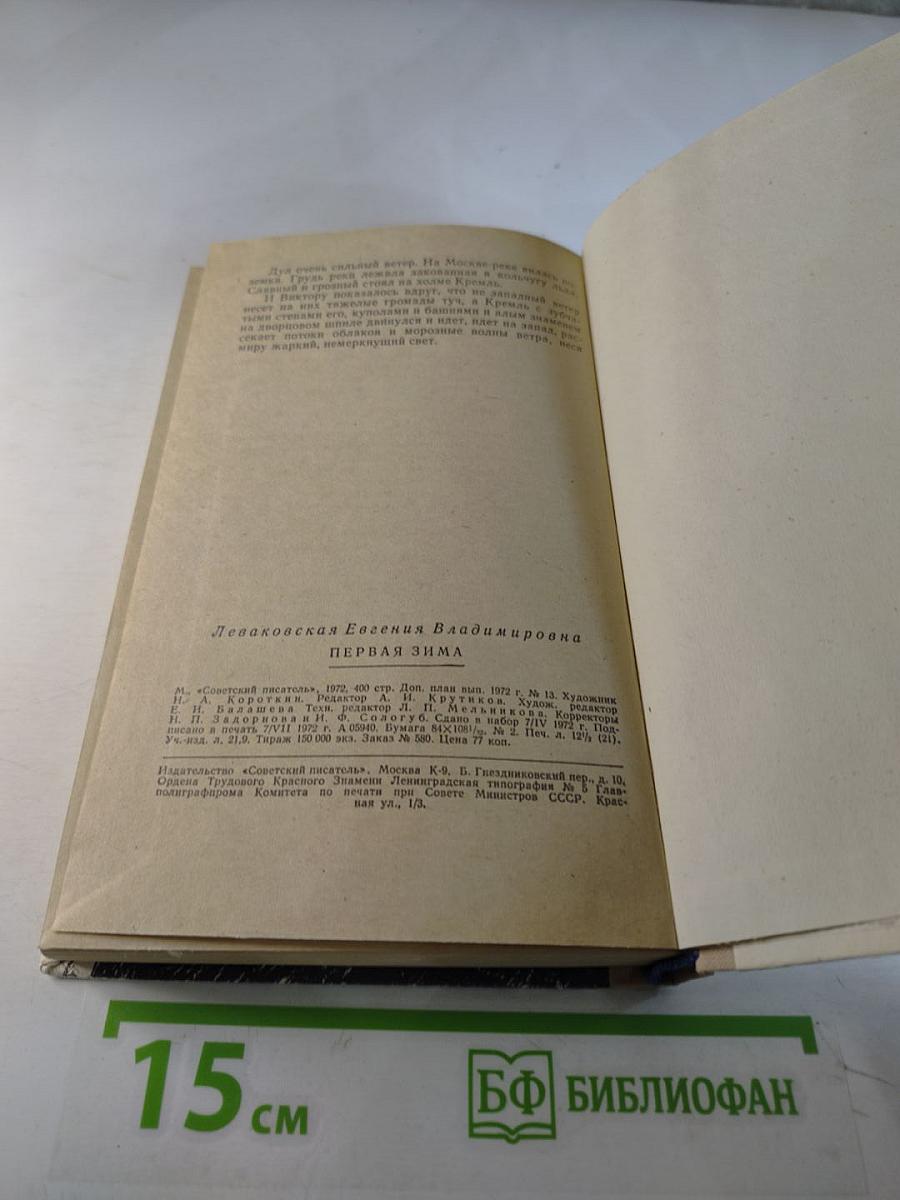 Дул очень сильный ветер. На Москве-реке вилась по-
земка. Грудь реки лежала закованная в кольчугу льда.
Славный и грозный стоял на холме Кремль.
И Виктору показалось вдруг, что не западный ветер
несет на них тяжелые громады туч, а Кремль с зубча-
тыми стенами его, куполами и башнями и алым знаменем
на дворцовом шпиле двинулся и идет, идет на запад, рас-
секает потоки облаков и морозные волны ветра, неся
миру жаркий, немеркнущий свет.
Леваковская Евгения Владимировна
ПЕРВАЯ ЗИМА
М., «Советский писатель», 1972, 400 стр. Доп. план вып. 1972 г. № 13. Художник
Н. А. Короткин. Редактор А. И. Крутиков. Худож. редактор
Е. Н. Балашева. Техн. редактор Л. П. Мельникова. Корректоры
Н. П. Задорнова и И. Ф. Сологуб. Сдано в набор 7/IV 1972 г. Под-
писано в печать 7/VII 1972 г. А 05940. Бумага 84×108 1/32. № 2. Печ. л. 12½ (21).
Уч.-изд. л. 21,9. Тираж 150 000 экз. Заказ № 580. Цена 77 коп.
Издательство «Советский писатель». Москва К-9, Б. Гнездниковский пер., д. 10.
Ордена Трудового Красного Знамени Ленинградская типография № 5 Глав-
полиграфпрома Комитета по печати при Совете Министров СССР. Крас-
ная ул., 1/3.
15 см
БФ БИБЛИОФАН